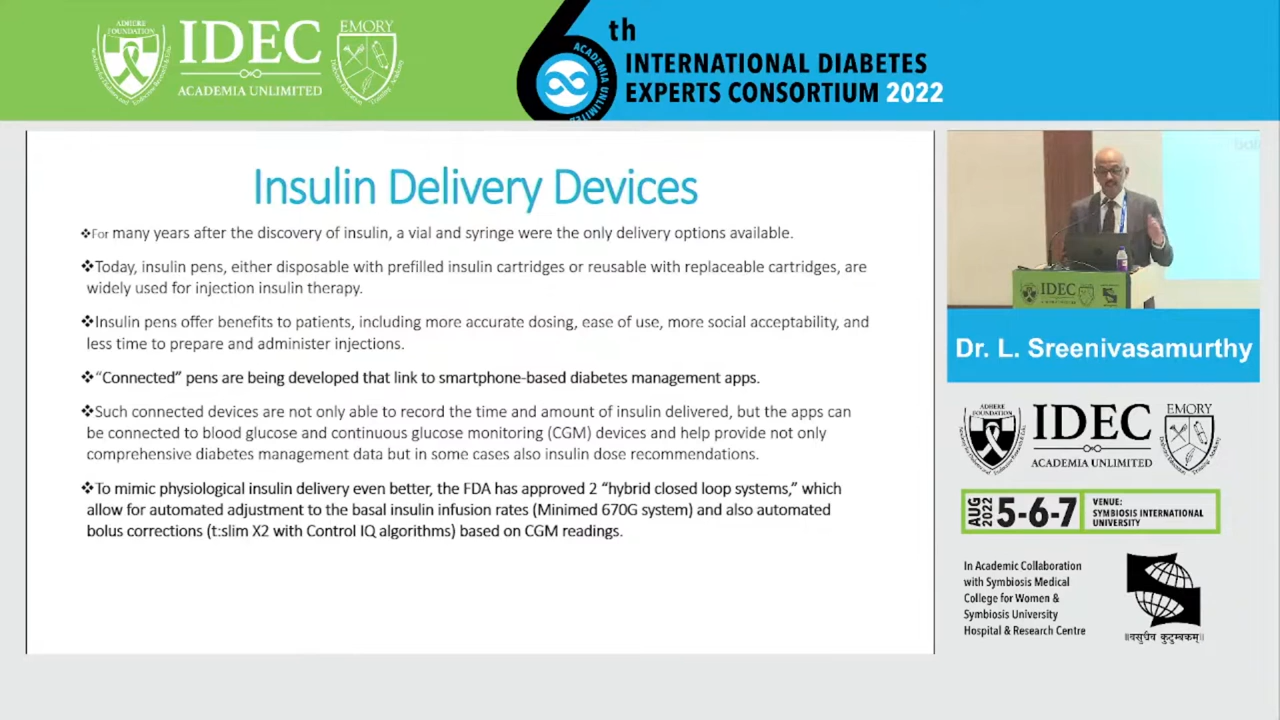 ADHERE
FOUNDATION
IDEC
ACADEMIA UNLIMITED
EMORY
6th
ACADEMIA UNLIMITED
INTERNATIONAL DIABETES
EXPERTS CONSORTIUM 2022
Insulin Delivery Devices
❖For many years after the discovery of insulin, a vial and syringe were the only delivery options available.
❖Today, insulin pens, either disposable with prefilled insulin cartridges or reusable with replaceable cartridges, are
widely used for injection insulin therapy.
❖Insulin pens offer benefits to patients, including more accurate dosing, ease of use, more social acceptability, and
less time to prepare and administer injections.
❖“Connected” pens are being developed that link to smartphone-based diabetes management apps.
❖Such connected devices are not only able to record the time and amount of insulin delivered, but the apps can
be connected to blood glucose and continuous glucose monitoring (CGM) devices and help provide not only
comprehensive diabetes management data but in some cases also insulin dose recommendations.
❖To mimic physiological insulin delivery even better, the FDA has approved 2 “hybrid closed loop systems,” which
allow for automated adjustment to the basal insulin infusion rates (Minimed 670G system) and also automated
bolus corrections (t:slim X2 with Control IQ algorithms) based on CGM readings.
IDEC
Dr. L. Sreenivasamurthy
ADHERE
FOUNDATION
IDEC
ACADEMIA UNLIMITED
EMORY
AUG
2022
5-6-7
VENUE:
SYMBIOSIS INTERNATIONAL
UNIVERSITY
In Academic Collaboration
with Symbiosis Medical
College for Women &
Symbiosis University
Hospital & Research Centre
॥वसुधैव कुटुम्बकम्॥